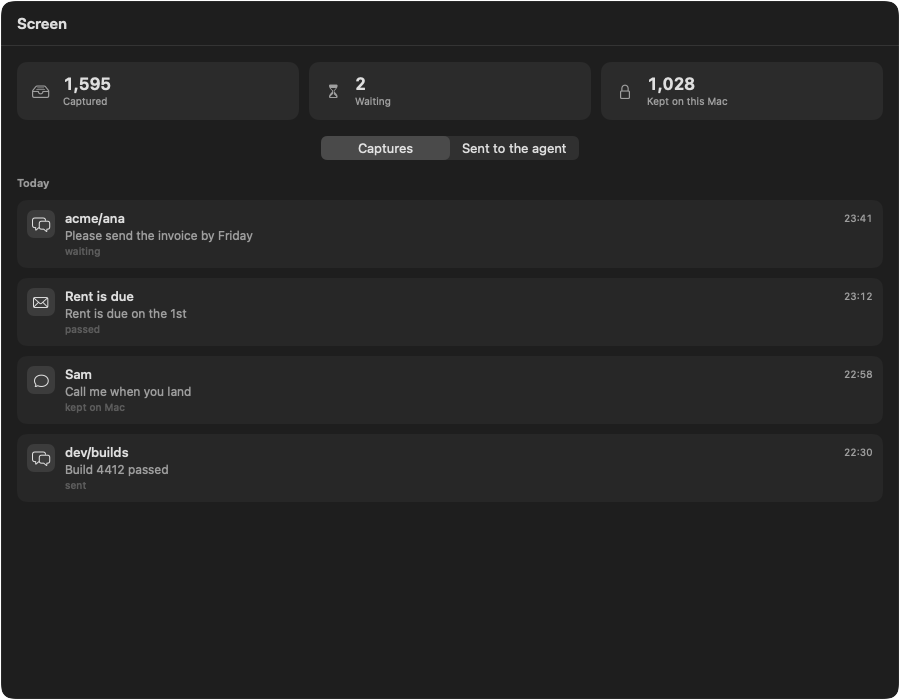 Screen
1,595
Captured
2
Waiting
1,028
Kept on this Mac
Captures
Sent to the agent
Today
acme/ana
23:41
Please send the invoice by Friday
waiting
Rent is due
23:12
Rent is due on the 1st
passed
Sam
22:58
Call me when you land
kept on Mac
dev/builds
22:30
Build 4412 passed
sent